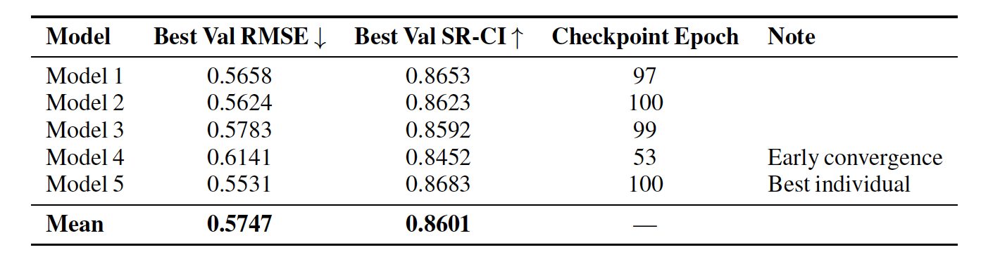 Model Best Val RMSE ↓ Best Val SR-CI ↑ Checkpoint Epoch Note
Model 1 0.5658 0.8653 97
Model 2 0.5624 0.8623 100
Model 3 0.5783 0.8592 99
Model 4 0.6141 0.8452 53 Early convergence
Model 5 0.5531 0.8683 100 Best individual
Mean 0.5747 0.8601 —